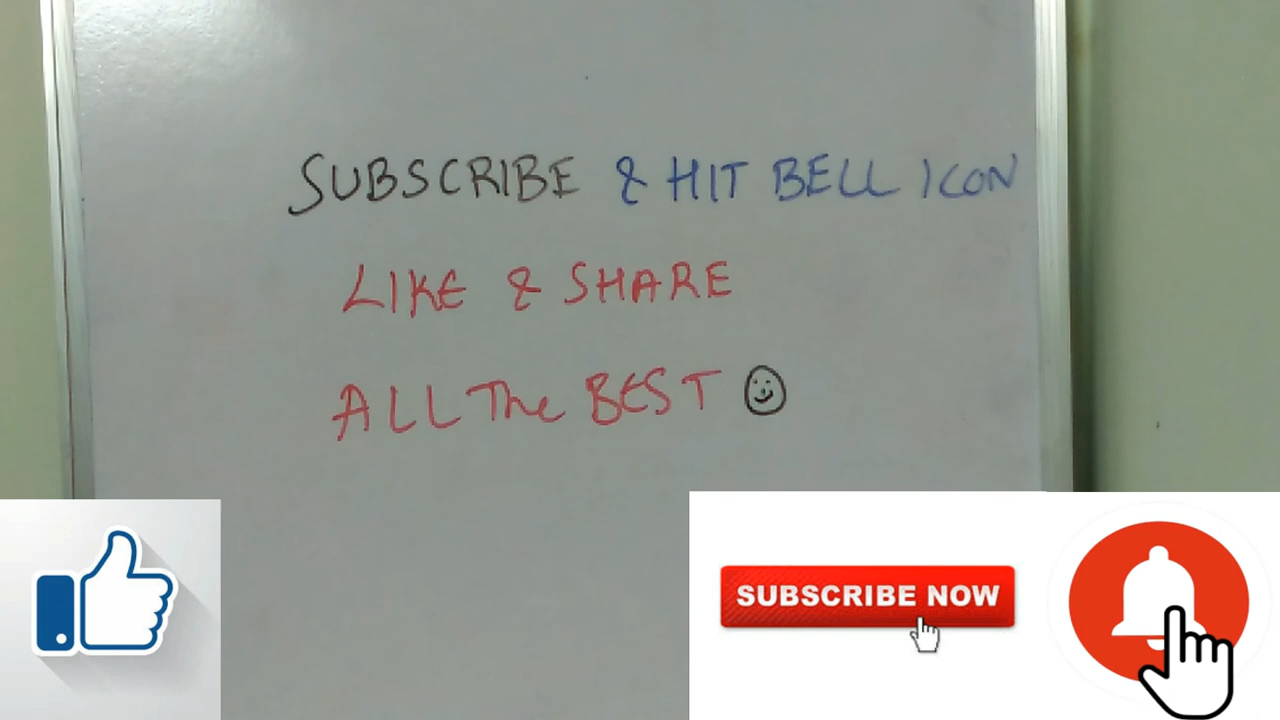 SUBSCRIBE & HIT BELL ICON
LIKE & SHARE
ALL The BEST
SUBSCRIBE NOW